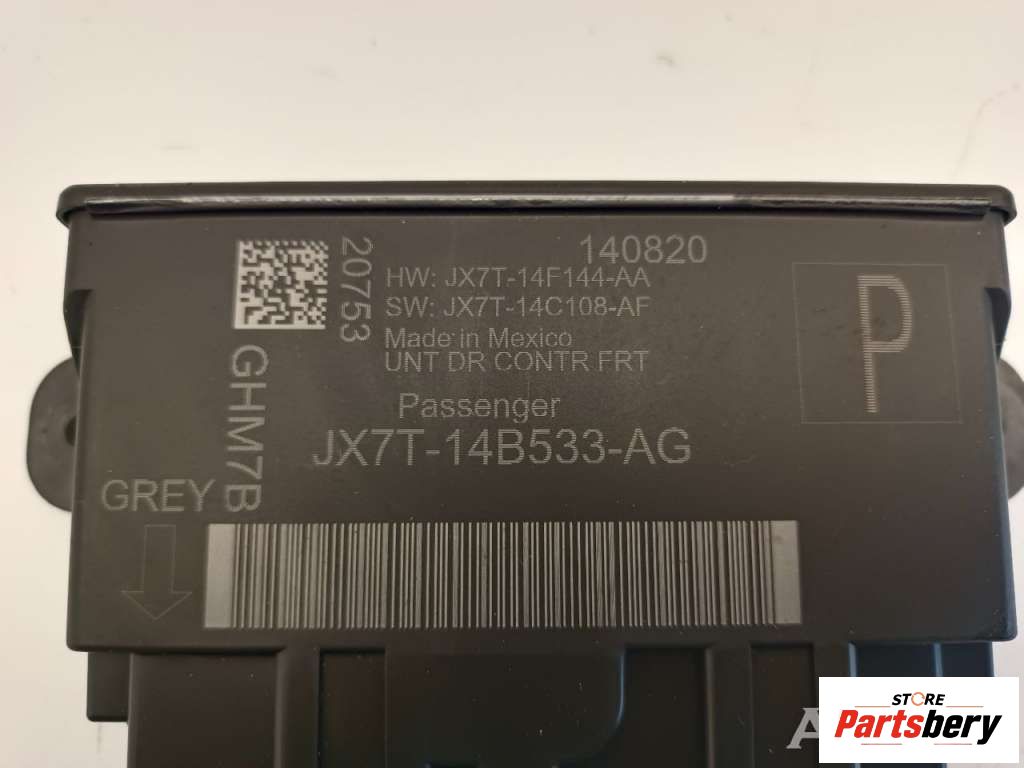 140820
20753
HW: JX7T-14F144-AA
SW: JX7T-14C108-AF
Made in Mexico
UNT DR CONTR FRT
P
GHM7B
Passenger
JX7T-14B533-AG
GREY
A
STORE
Partsbery